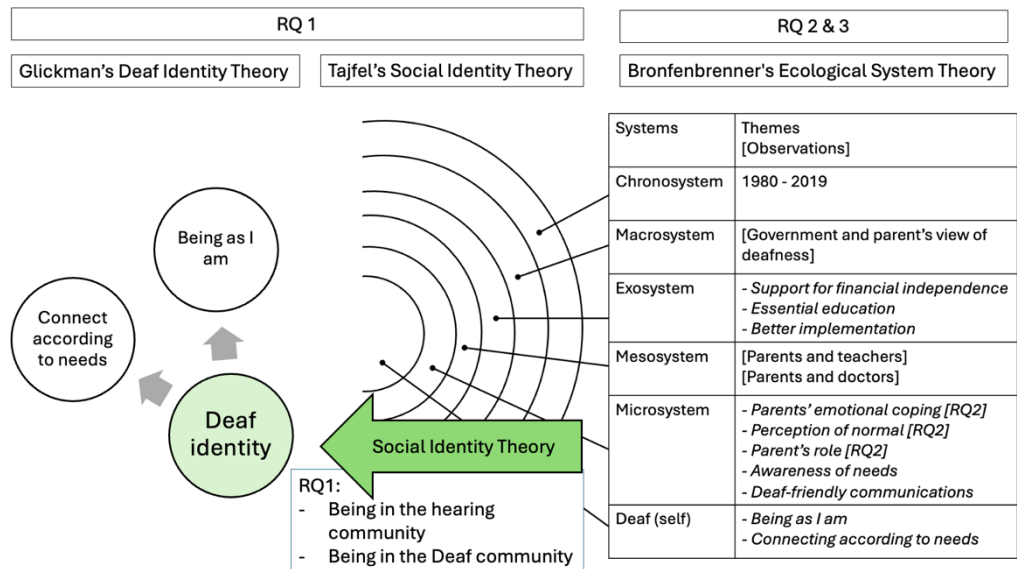 RQ 1
RQ 2 & 3
Glickman's Deaf Identity Theory
Tajfel's Social Identity Theory
Bronfenbrenner's Ecological System Theory
Being as I
am
Connect
according
to needs
Deaf
identity
Social Identity Theory
RQ1:
- Being in the hearing
community
- Being in the Deaf community
Systems
Themes
[Observations]
Chronosystem
1980 - 2019
Macrosystem
[Government and parent's view of
deafness]
Exosystem
- Support for financial independence
- Essential education
- Better implementation
Mesosystem
[Parents and teachers]
[Parents and doctors]
Microsystem
- Parents' emotional coping [RQ2]
- Perception of normal [RQ2]
- Parent's role [RQ2]
- Awareness of needs
- Deaf-friendly communications
Deaf (self)
- Being as I am
- Connecting according to needs